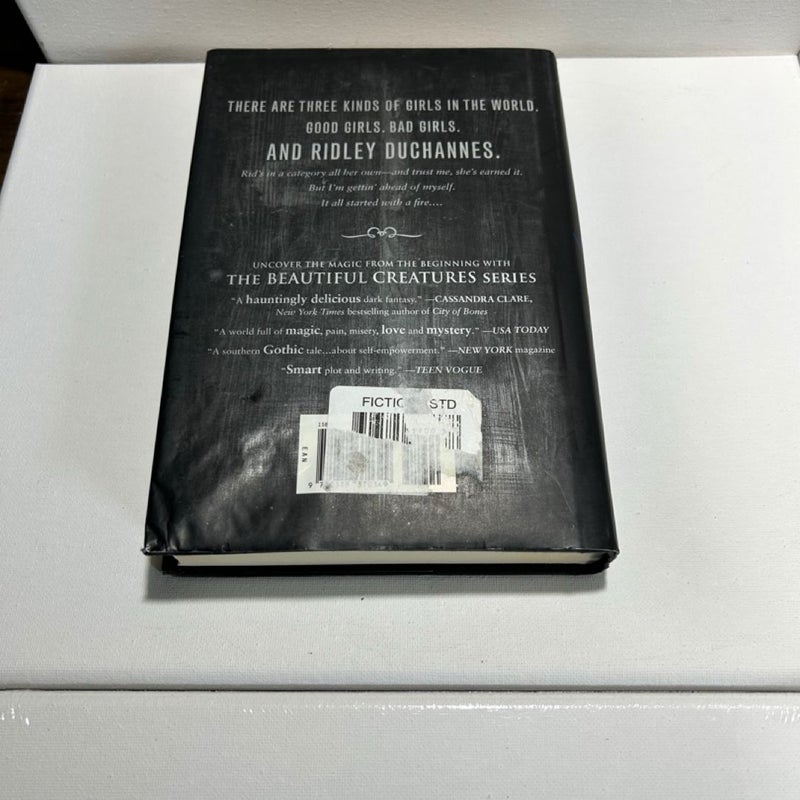 THERE ARE THREE KINDS OF GIRLS IN THE WORLD.
GOOD GIRLS. BAD GIRLS.
AND RIDLEY DUCHANNES.
Rid's in a category all her own—and trust me, she's earned it.
But I'm gettin' ahead of myself.
It all started with a fire....
UNCOVER THE MAGIC FROM THE BEGINNING WITH
THE BEAUTIFUL CREATURES SERIES
"A hauntingly delicious dark fantasy." —CASSANDRA CLARE,
New York Times bestselling author of City of Bones
"A world full of magic, pain, misery, love and mystery." —USA TODAY
"A southern Gothic tale...about self-empowerment." —NEW YORK magazine
"Smart plot and writing." —TEEN VOGUE
STD
EAN